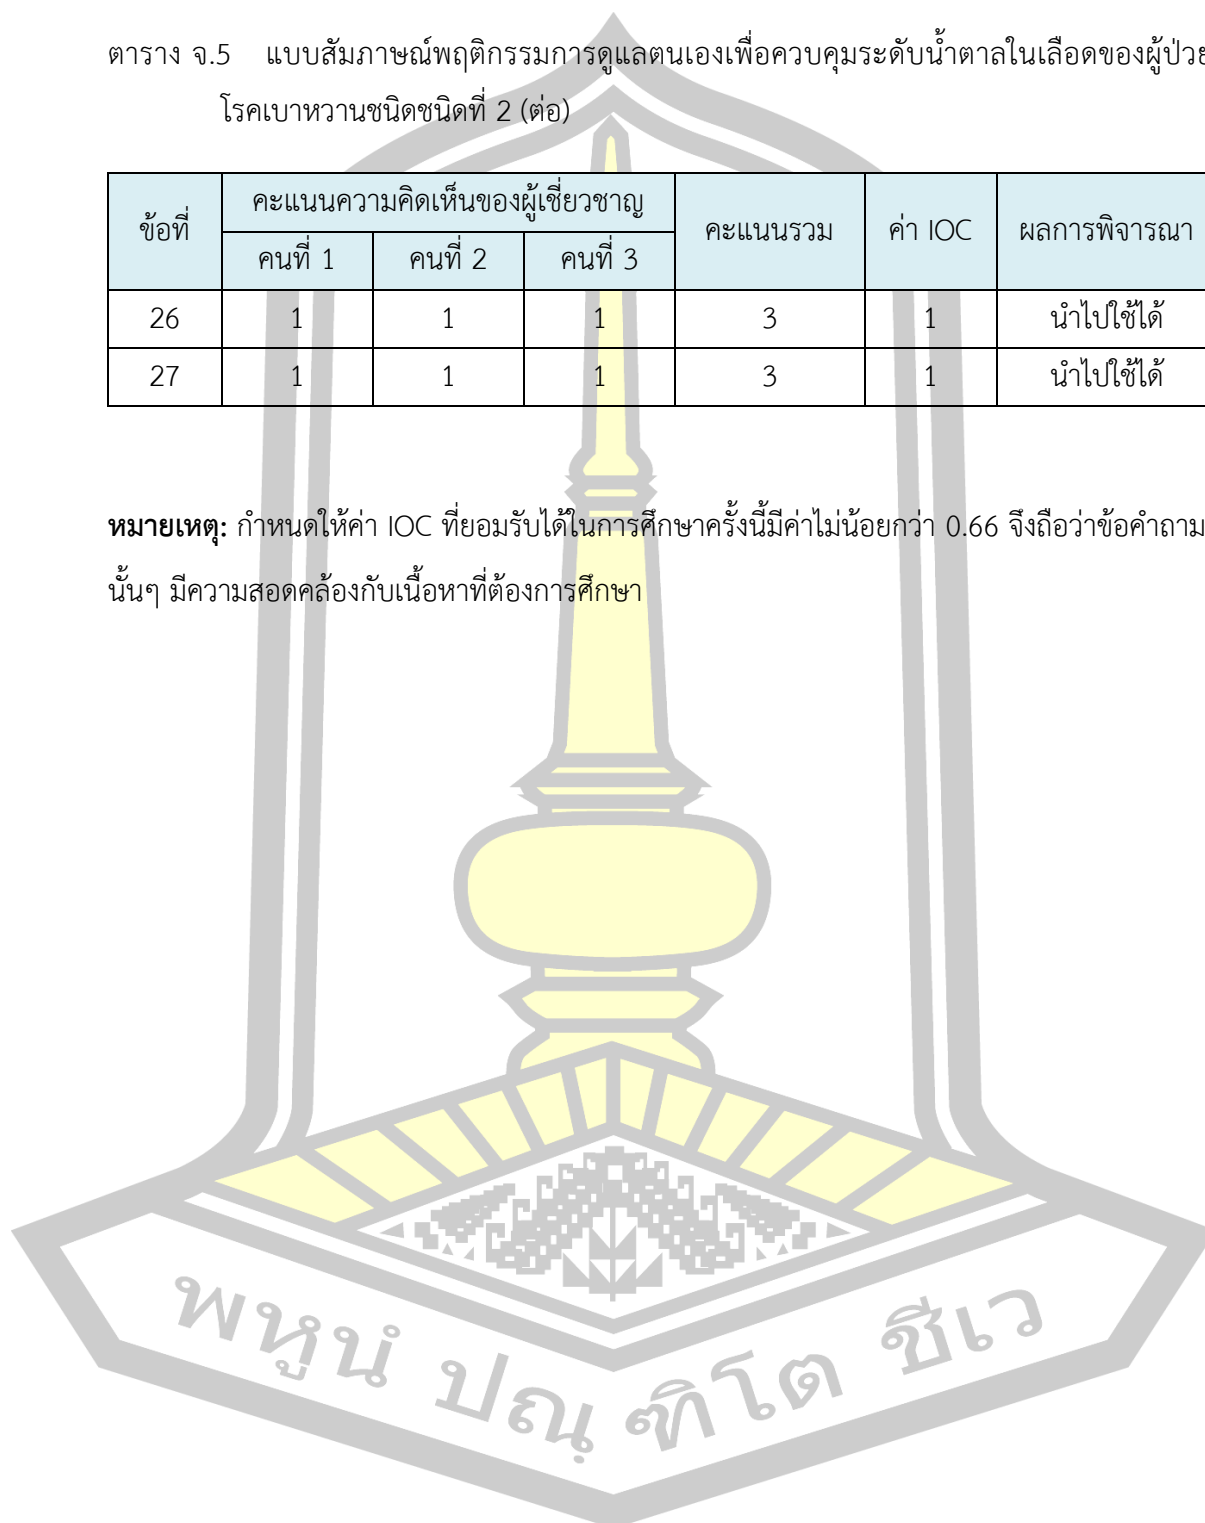 ตาราง จ.5 แบบสัมภาษณ์พฤติกรรมการดูแลตนเองเพื่อควบคุมระดับน้ำตาลในเลือดของผู้ป่วย
โรคเบาหวานชนิดชนิดที่ 2 (ต่อ)
ข้อที่ คะแนนความคิดเห็นของผู้เชี่ยวชาญ คะแนนรวม ค่า IOC ผลการพิจารณา
คนที่ 1 คนที่ 2 คนที่ 3
26 1 1 1 3 1 นำไปใช้ได้
27 1 1 1 3 1 นำไปใช้ได้
หมายเหตุ: กำหนดให้ค่า IOC ที่ยอมรับได้ในการศึกษาครั้งนี้มีค่าไม่น้อยกว่า 0.66 จึงถือว่าข้อคำถาม
นั้นๆ มีความสอดคล้องกับเนื้อหาที่ต้องการศึกษา
พหูนํ ปณฺฑิโต ชีเว